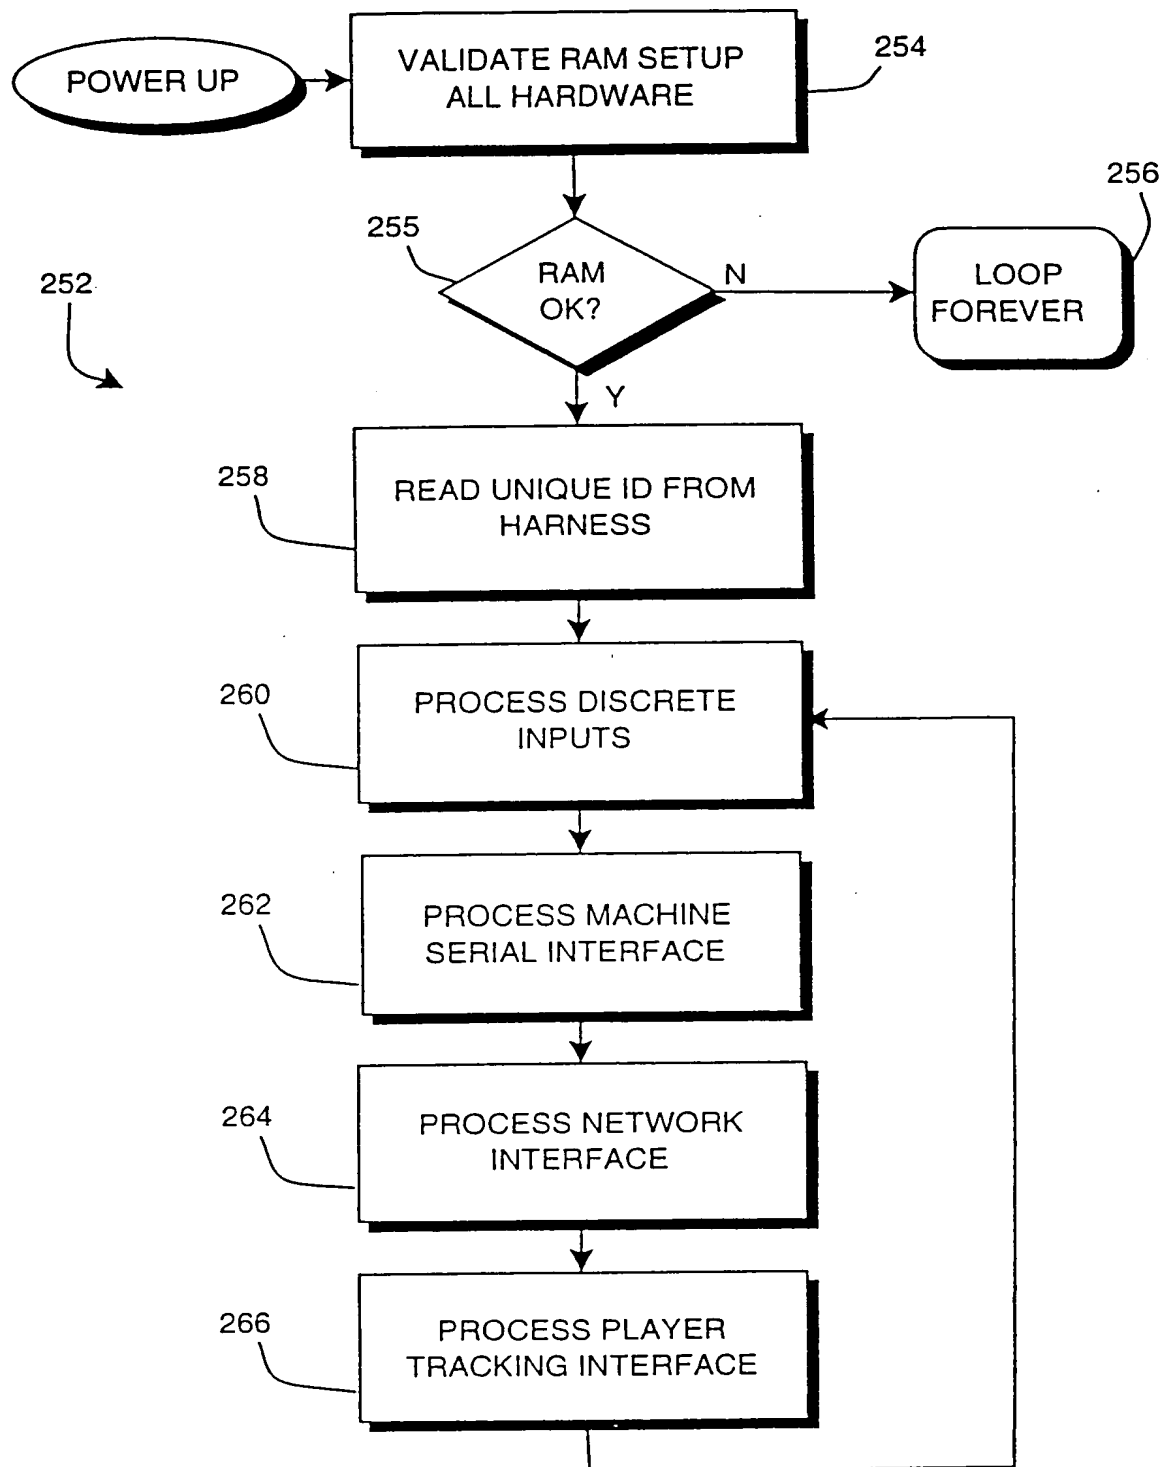 POWER UP
VALIDATE RAM SETUP
ALL HARDWARE
254
255
RAM
OK?
N
256
LOOP
FOREVER
252
Y
258
READ UNIQUE ID FROM
HARNESS
260
PROCESS DISCRETE
INPUTS
262
PROCESS MACHINE
SERIAL INTERFACE
264
PROCESS NETWORK
INTERFACE
266
PROCESS PLAYER
TRACKING INTERFACE